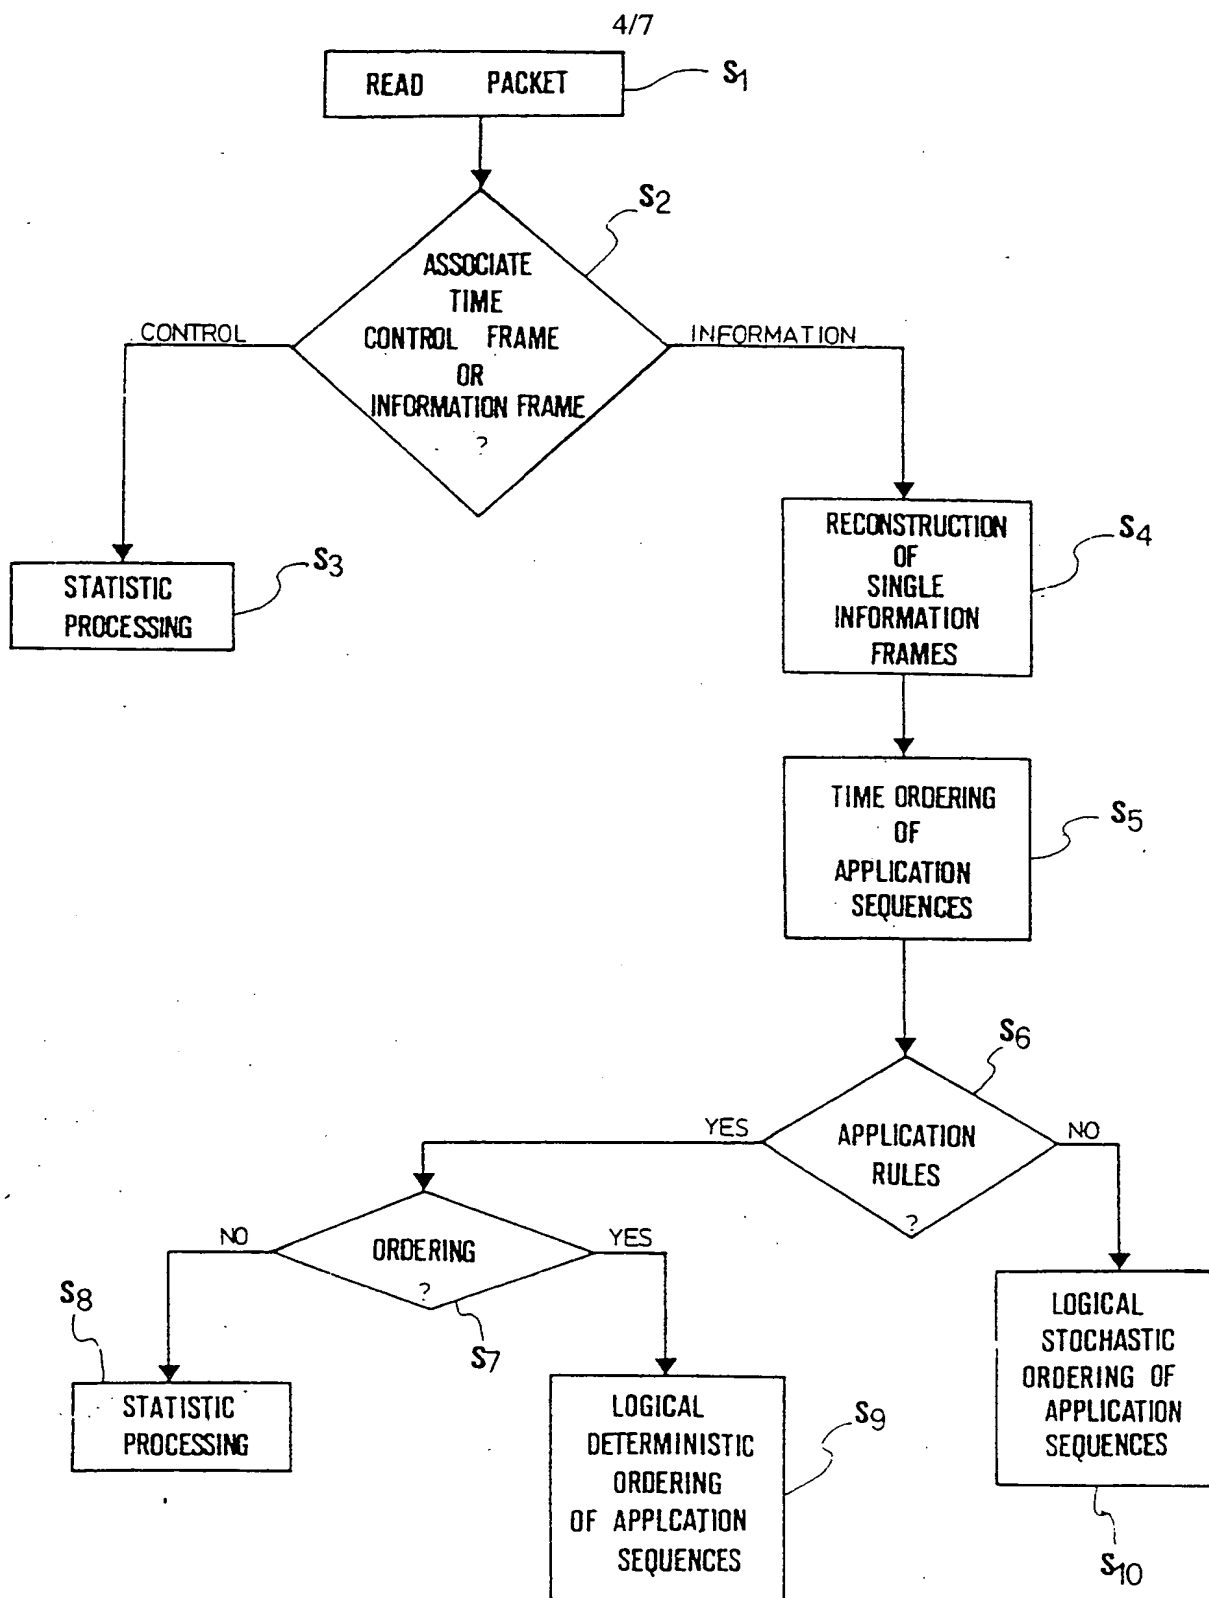 4/7
READ PACKET
S1
S2
ASSOCIATE
TIME
CONTROL FRAME
OR
INFORMATION FRAME
?
CONTROL
INFORMATION
S3
STATISTIC
PROCESSING
S4
RECONSTRUCTION
OF
SINGLE
INFORMATION
FRAMES
S5
TIME ORDERING
OF
APPLICATION
SEQUENCES
S6
APPLICATION
RULES
?
YES
NO
ORDERING
?
NO
YES
S7
S8
STATISTIC
PROCESSING
S9
LOGICAL
DETERMINISTIC
ORDERING
OF APPLCATION
SEQUENCES
LOGICAL
STOCHASTIC
ORDERING OF
APPLICATION
SEQUENCES
S10